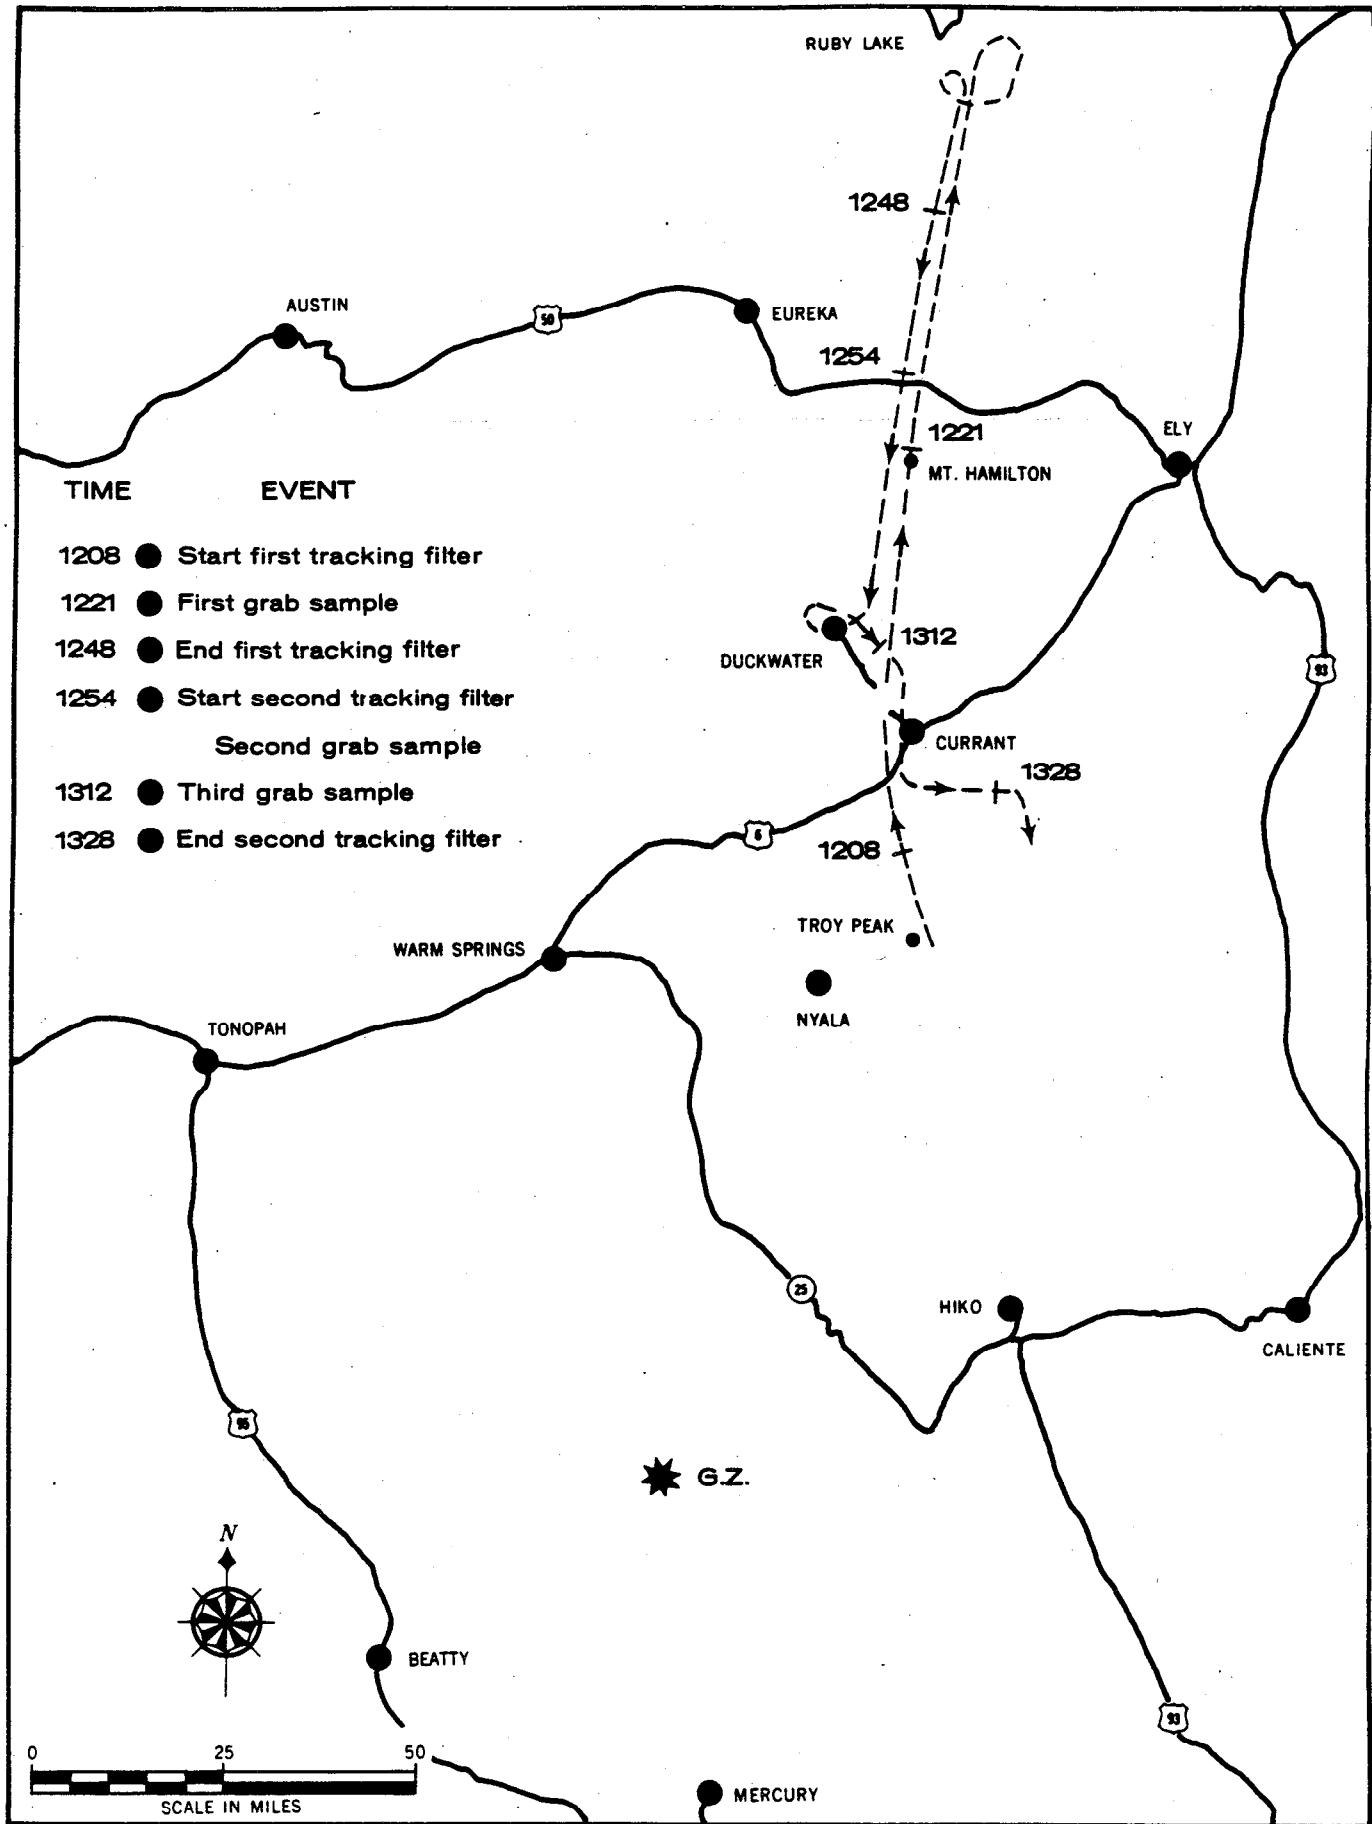 RUBY LAKE
1248
AUSTIN
50
EUREKA
1254
1221
ELY
MT. HAMILTON
TIME EVENT
1208 Start first tracking filter
1221 First grab sample
1248 End first tracking filter
1254 Start second tracking filter
Second grab sample
1312 Third grab sample
1328 End second tracking filter
1312
DUCKWATER
93
CURRANT
1328
6
1208
TROY PEAK
WARM SPRINGS
NYALA
TONOPAH
25
HIKO
CALIENTE
95
G.Z.
N
BEATTY
93
0 25 50
SCALE IN MILES
MERCURY